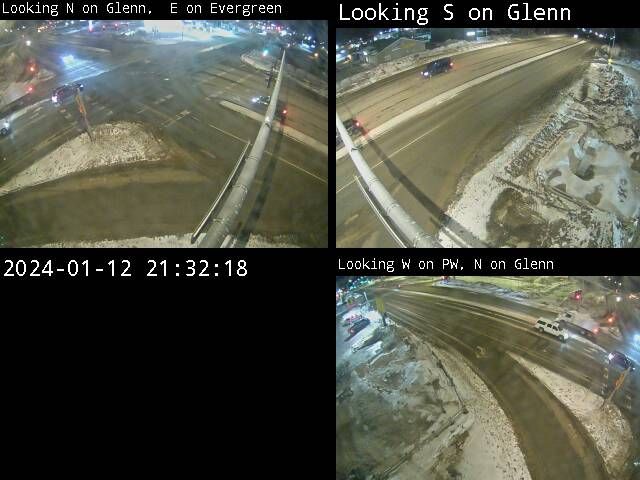 Looking N on Glenn,  E on Evergreen
Looking S on Glenn
2024-01-12 21:32:18
Looking W on PW, N on Glenn